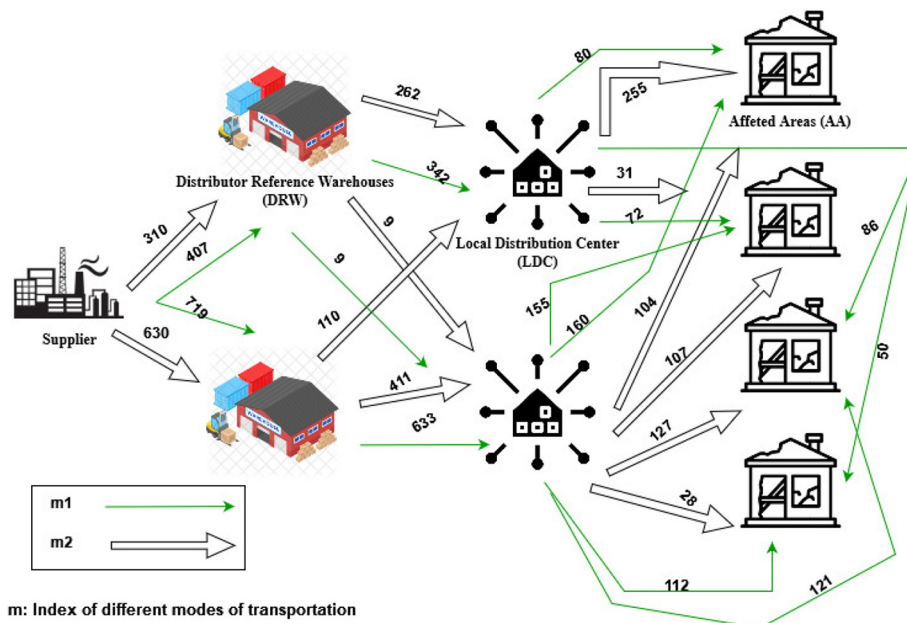 80
255
262
Affeted Areas (AA)
342
31
Distributor Reference Warehouses
(DRW)
72
9
Local Distribution Center
(LDC)
86
310
407
9
104
110
155
160
719
630
Supplier
107
50
411
633
127
28
m1
m2
112
121
m: Index of different modes of transportation